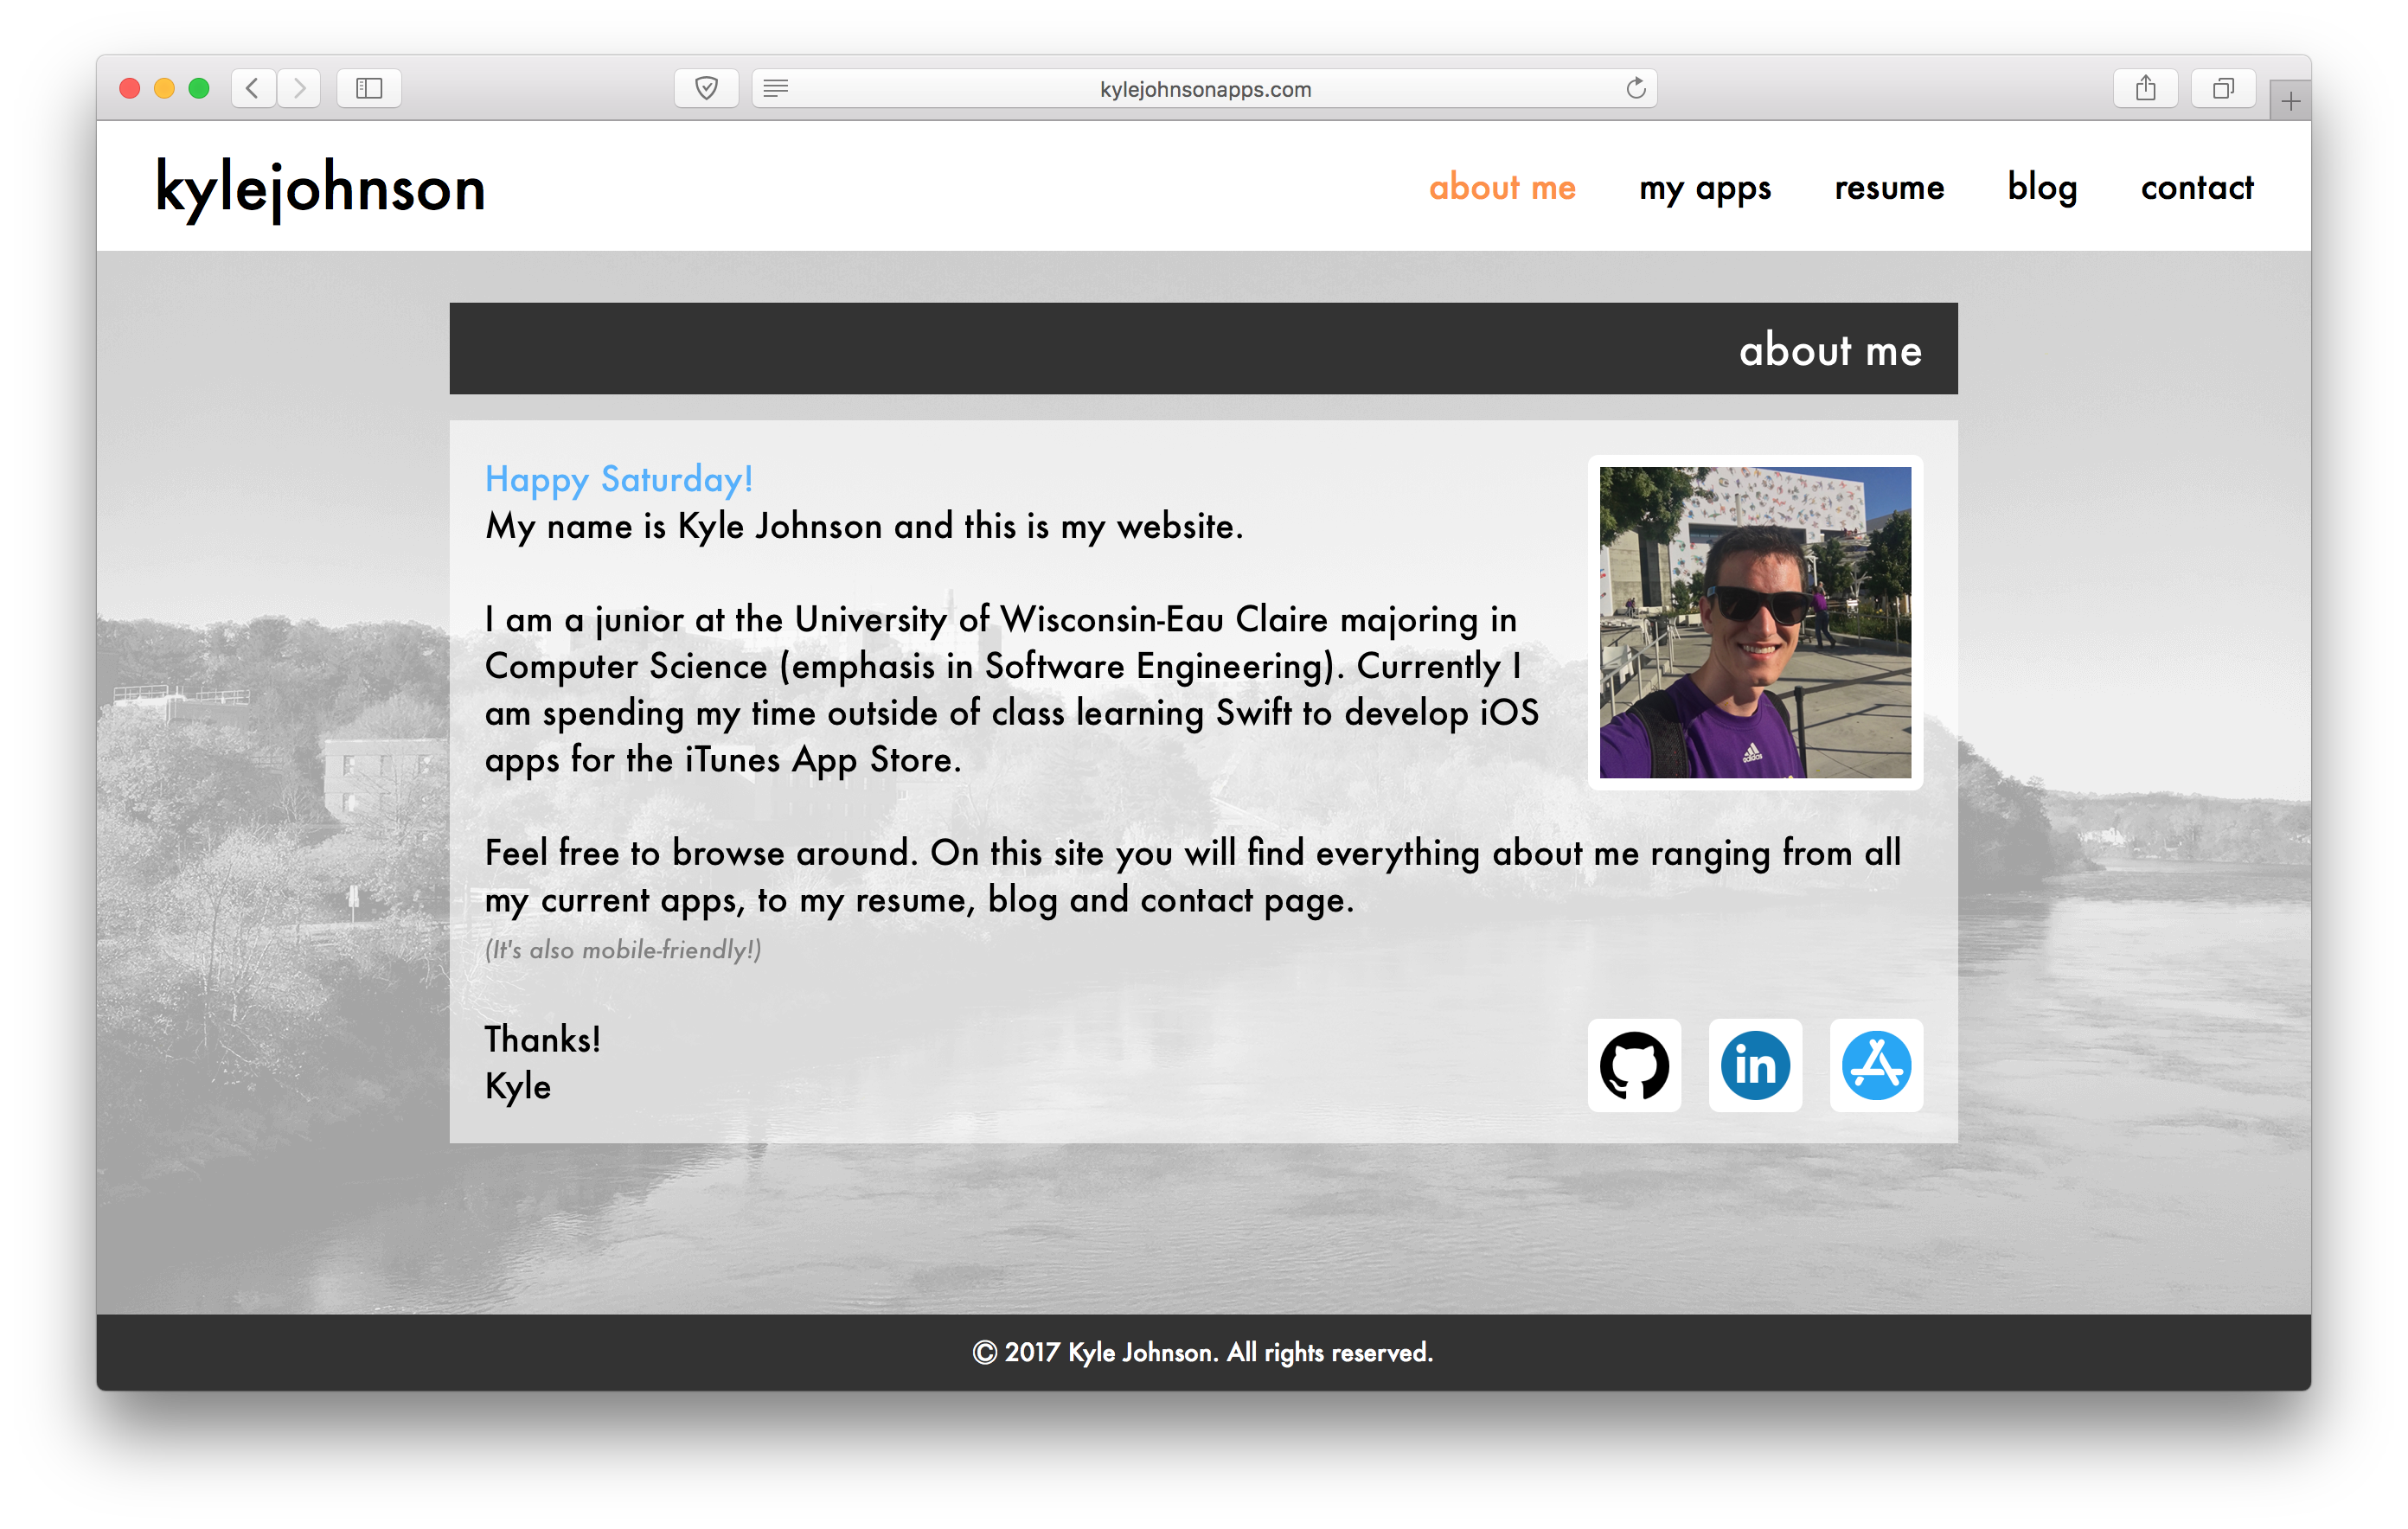 kylejohnsonapps.com
kylejohnson
about me
my apps
resume
blog
contact
about me
Happy Saturday!
My name is Kyle Johnson and this is my website.
I am a junior at the University of Wisconsin-Eau Claire majoring in
Computer Science (emphasis in Software Engineering). Currently I
am spending my time outside of class learning Swift to develop iOS
apps for the iTunes App Store.
adidas
Feel free to browse around. On this site you will find everything about me ranging from all
my current apps, to my resume, blog and contact page.
(It's also mobile-friendly!)
Thanks!
Kyle
in
© 2017 Kyle Johnson. All rights reserved.